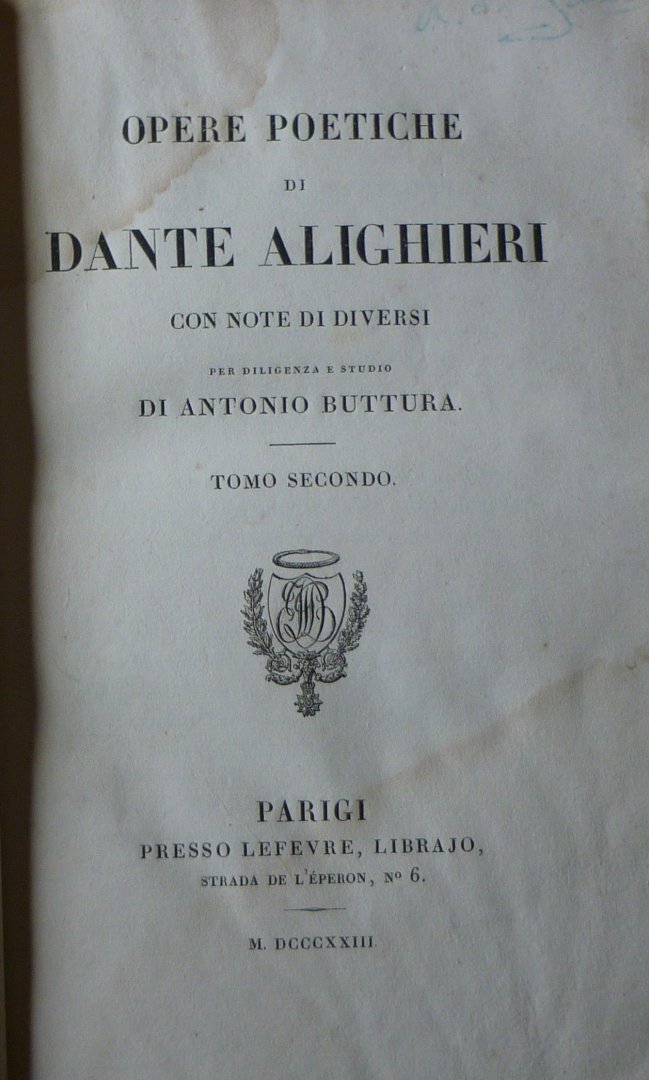 OPERE POETICHE
DI
DANTE ALIGHIERI
CON NOTE DI DIVERSI
PER DILIGENZA E STUDIO
DI ANTONIO BUTTURA.
TOMO SECONDO.
PARIGI
PRESSO LEFEVRE, LIBRAJO,
STRADA DE L'ÉPERON, Nº 6.
M. DCCCXXIII.